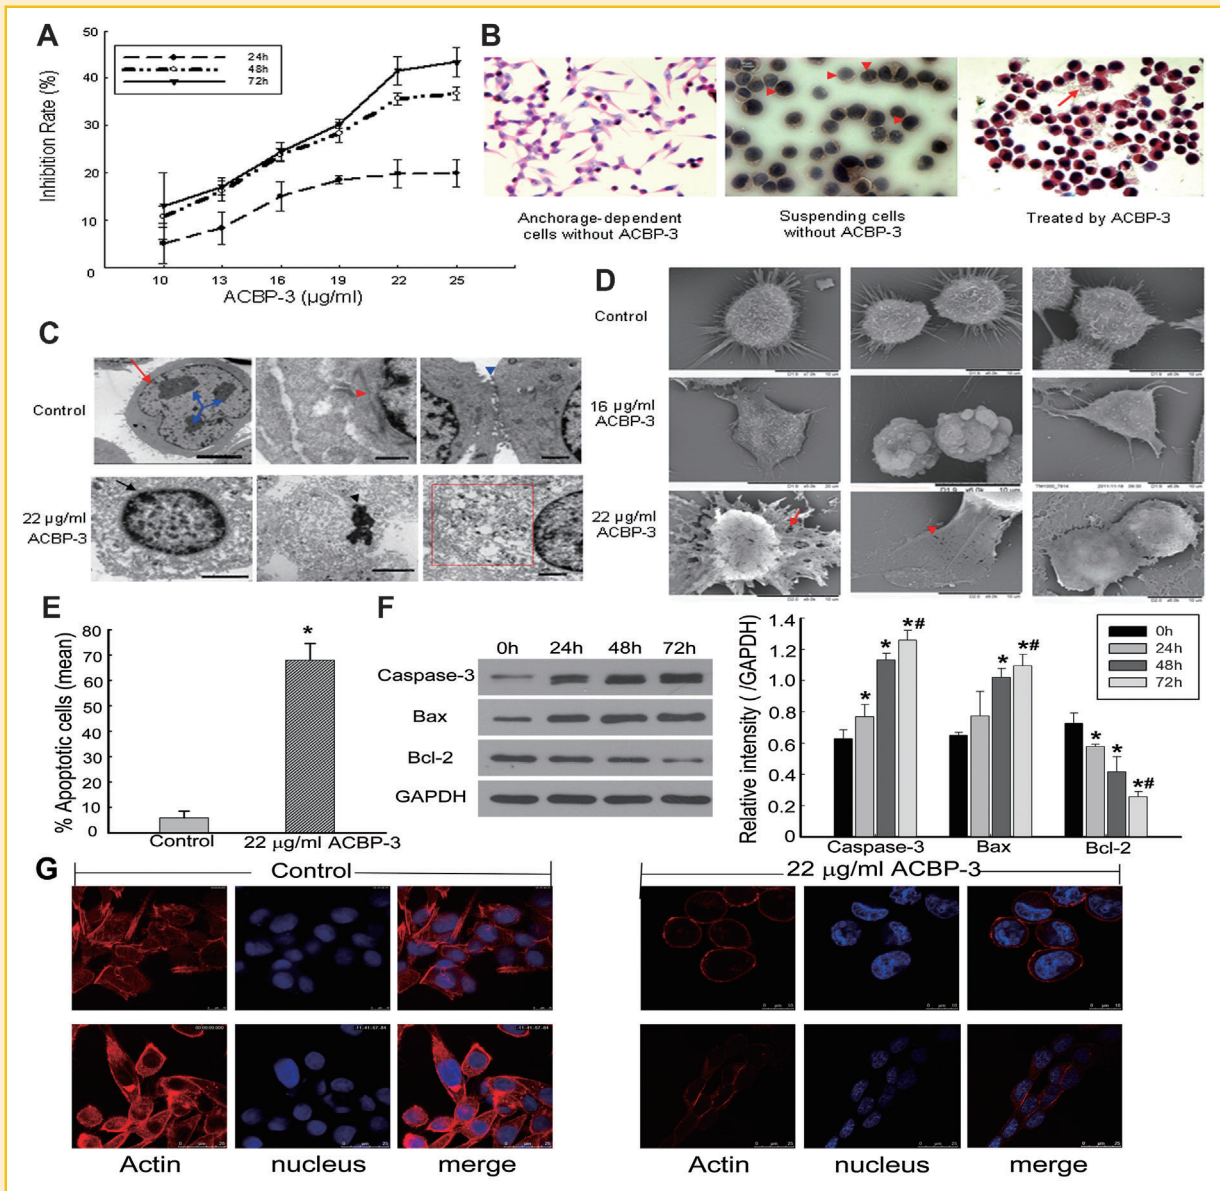 A
50
40
30
20
10
0
Inhibition Rate (%)
24h
48h
72h
10 13 16 19 22 25
ACBP-3 (µg/ml)
B
Anchorage-dependent
cells without ACBP-3
Suspending cells
without ACBP-3
Treated by ACBP-3
C
Control
22 µg/ml
ACBP-3
D
Control
16 µg/ml
ACBP-3
22 µg/ml
ACBP-3
E
80
70
60
50
40
30
20
10
0
% Apoptotic cells (mean)
*
Control
22 µg/ml ACBP-3
F
0h 24h 48h 72h
Caspase-3
Bax
Bcl-2
GAPDH
Relative intensity ( /GAPDH)
1.4
1.2
1.0
0.8
0.6
0.4
0.2
0
* * *#
* *#
* * *#
0h
24h
48h
72h
Caspase-3 Bax Bcl-2
G
Control
22 µg/ml ACBP-3
Actin nucleus merge
Actin nucleus merge